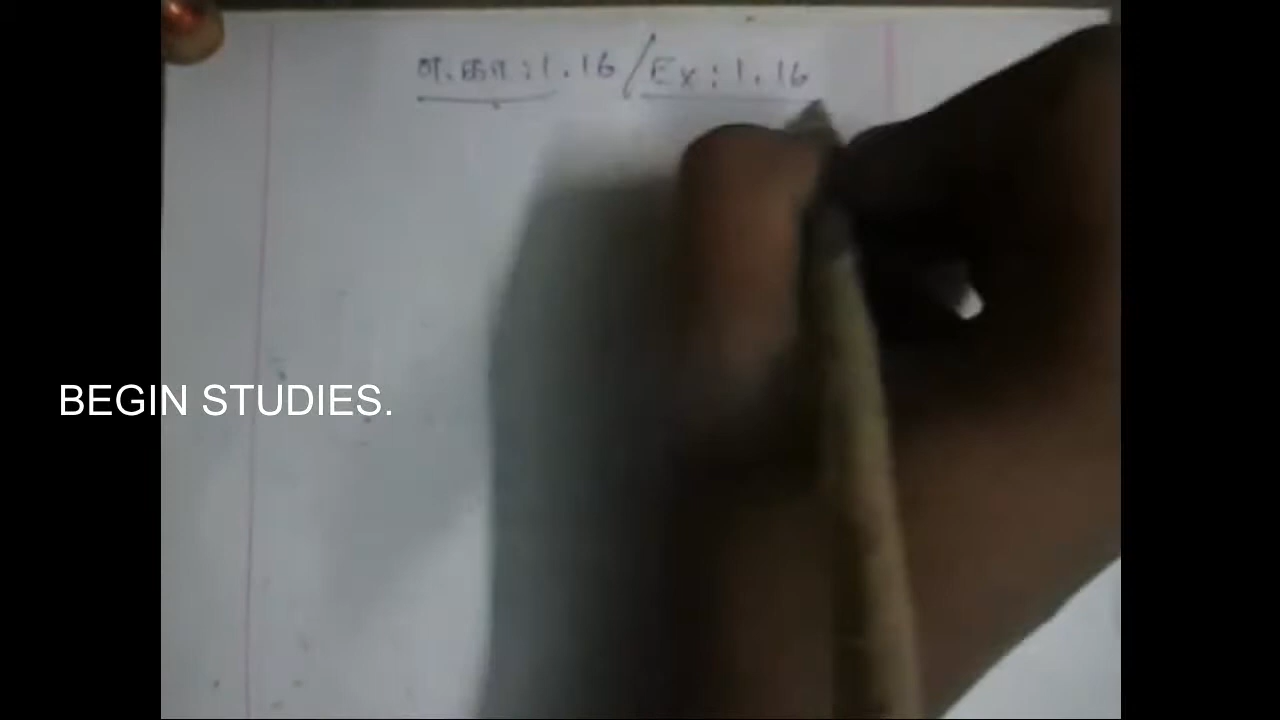 எ.கா : 1.16 / Ex : 1.16
BEGIN STUDIES.